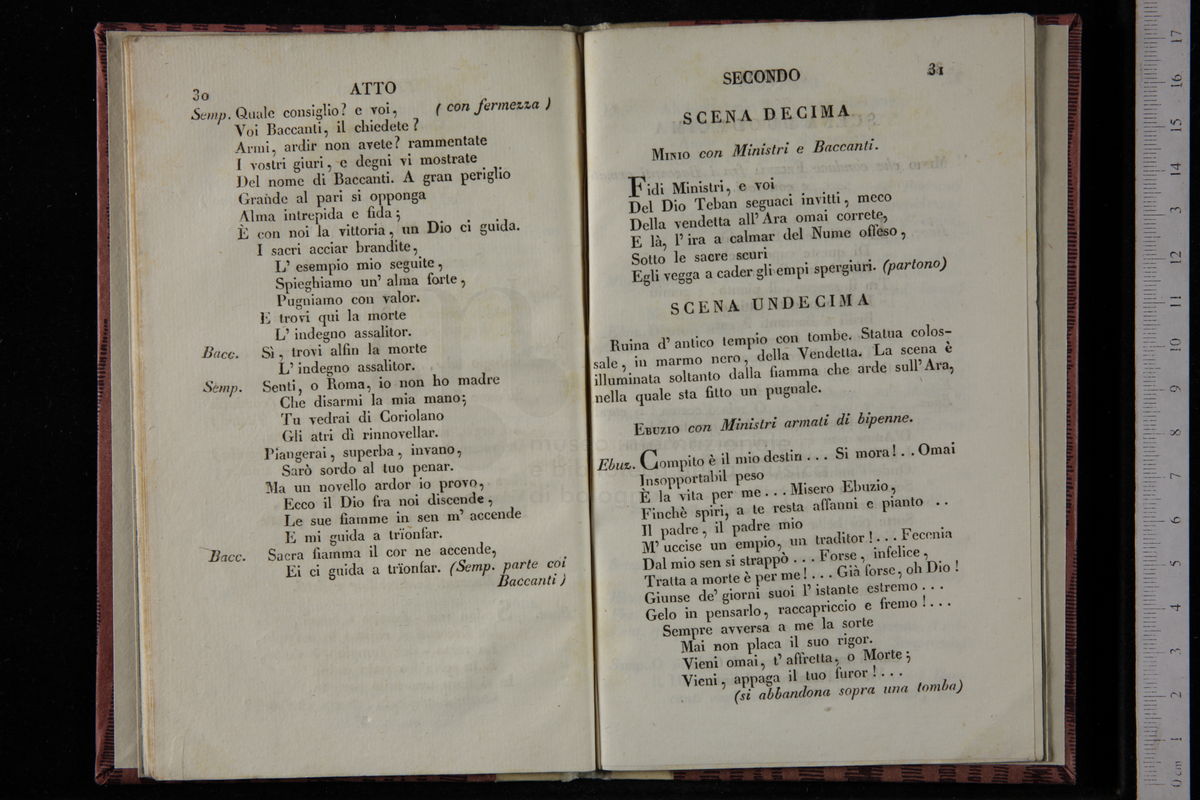 30
ATTO
Semp. Quale consiglio? e voi, ( con fermezza )
Voi Baccanti, il chiedete?
Armi, ardir non avete? rammentate
I vostri giuri, e degni vi mostrate
Del nome di Baccanti. A gran periglio
Grande al pari si opponga
Alma intrepida e fida;
È con noi la vittoria, un Dio ci guida.
I sacri acciar brandite,
L' esempio mio seguite,
Spieghiamo un' alma forte,
Pugniamo con valor.
E trovi qui la morte
L' indegno assalitor.
Bacc. Sì, trovi alfin la morte
L' indegno assalitor.
Semp. Senti, o Roma, io non ho madre
Che disarmi la mia mano;
Tu vedrai di Coriolano
Gli atri dì rinnovellar.
Piangerai, superba, invano,
Sarò sordo al tuo penar.
Ma un novello ardor io provo,
Ecco il Dio fra noi discende,
Le sue fiamme in sen m' accende
E mi guida a trïonfar.
Bacc. Sacra fiamma il cor ne accende,
Ei ci guida a trïonfar. (Semp. parte coi
Baccanti)
SECONDO
31
SCENA DECIMA
MINIO con Ministri e Baccanti.
Fidi Ministri, e voi
Del Dio Teban seguaci invitti, meco
Della vendetta all' Ara omai correte,
E là, l' ira a calmar del Nume offeso,
Sotto le sacre scuri
Egli vegga a cader gli empi spergiuri. (partono)
SCENA UNDECIMA
Ruina d' antico tempio con tombe. Statua colos-
sale, in marmo nero, della Vendetta. La scena è
illuminata soltanto dalla fiamma che arde sull' Ara,
nella quale sta fitto un pugnale.
EBUZIO con Ministri armati di bipenne.
Ebuz. Compito è il mio destin . . . Si mora! . . Omai
Insopportabil peso
È la vita per me . . . Misero Ebuzio,
Finchè spiri, a te resta affanni e pianto . .
Il padre, il padre mio
M' uccise un empio, un traditor! . . . Fecenia
Dal mio sen si strappò . . . Forse, infelice,
Tratta a morte è per me! . . . Già forse, oh Dio!
Giunse de' giorni suoi l' istante estremo . . .
Gelo in pensarlo, raccapriccio e fremo! . . .
Sempre avversa a me la sorte
Mai non placa il suo rigor.
Vieni omai, t' affretta, o Morte;
Vieni, appaga il tuo furor! . . .
(si abbandona sopra una tomba)